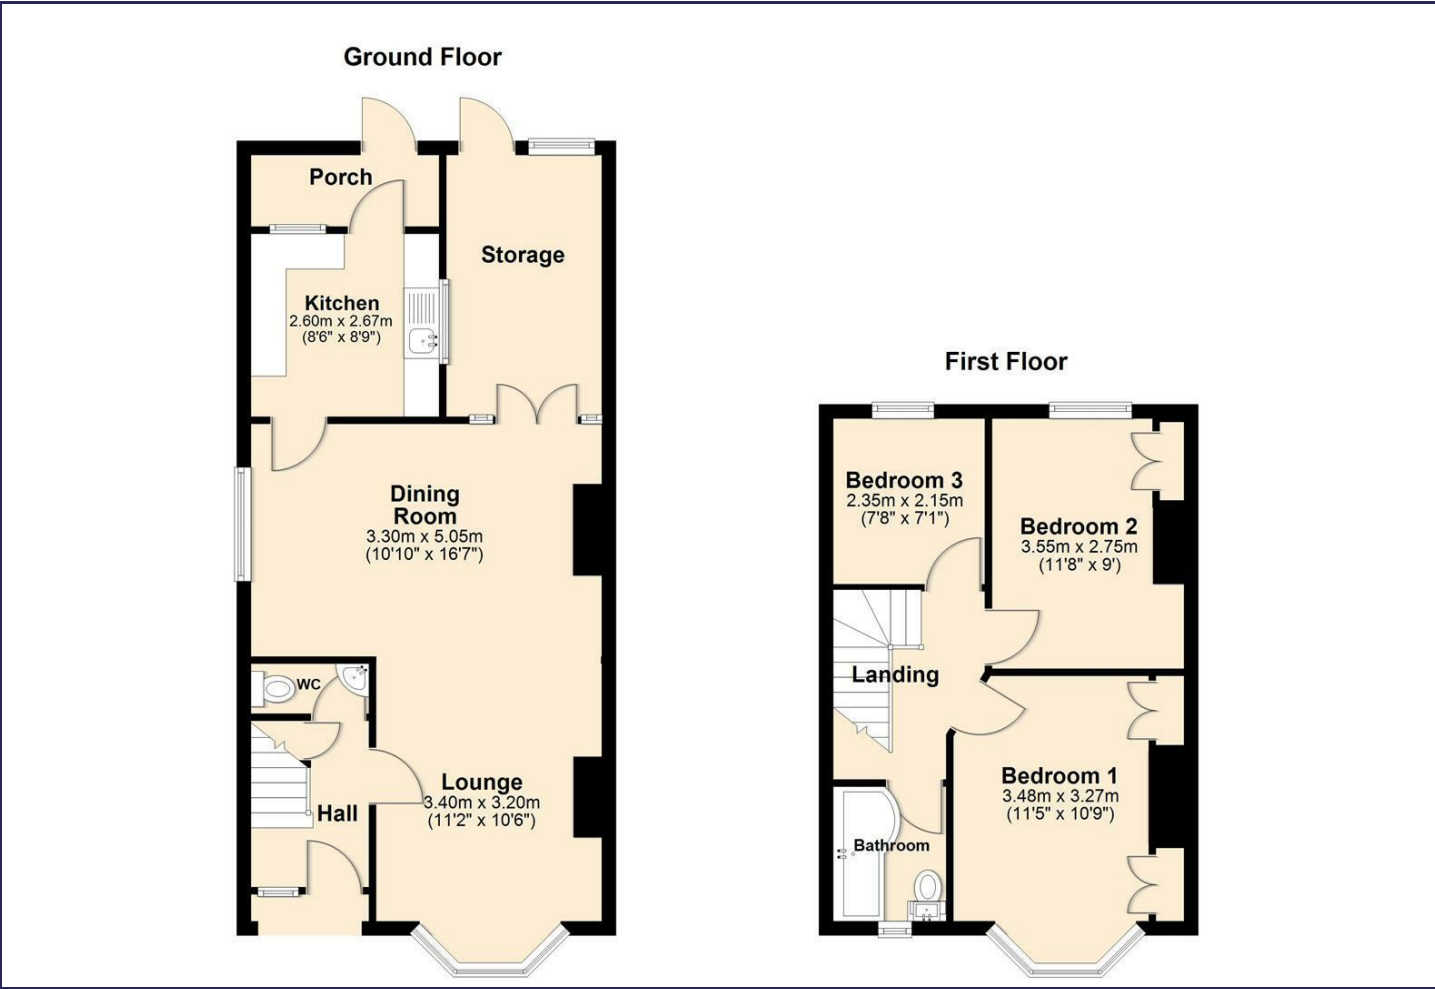 Ground Floor
Porch
Storage
Kitchen
2.60m x 2.67m
(8'6" x 8'9")
Dining
Room
3.30m x 5.05m
(10'10" x 16'7")
WC
Lounge
3.40m x 3.20m
(11'2" x 10'6")
Hall
First Floor
Bedroom 3
2.35m x 2.15m
(7'8" x 7'1")
Bedroom 2
3.55m x 2.75m
(11'8" x 9')
Landing
Bedroom 1
3.48m x 3.27m
(11'5" x 10'9")
Bathroom